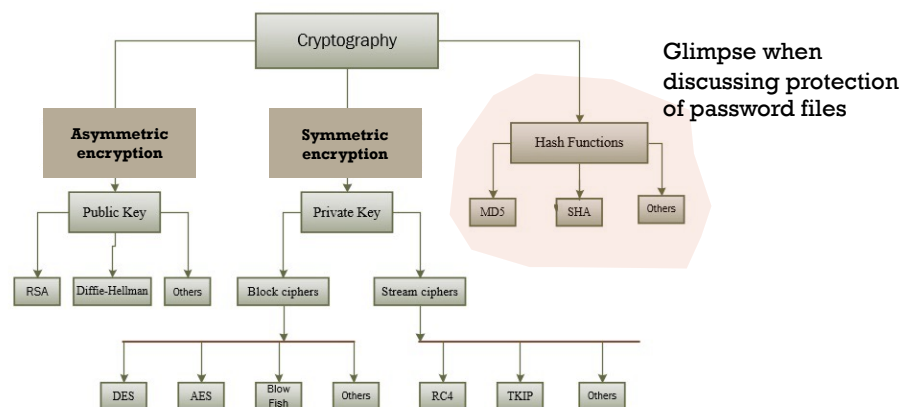 Cryptography
Glimpse when
discussing protection
of password files
Asymmetric
encryption
Symmetric
encryption
Hash Functions
Public Key
Private Key
MD5
SHA
Others
RSA
Diffie-Hellman
Others
Block ciphers
Stream ciphers
DES
AES
Blow
Fish
Others
RC4
TKIP
Others